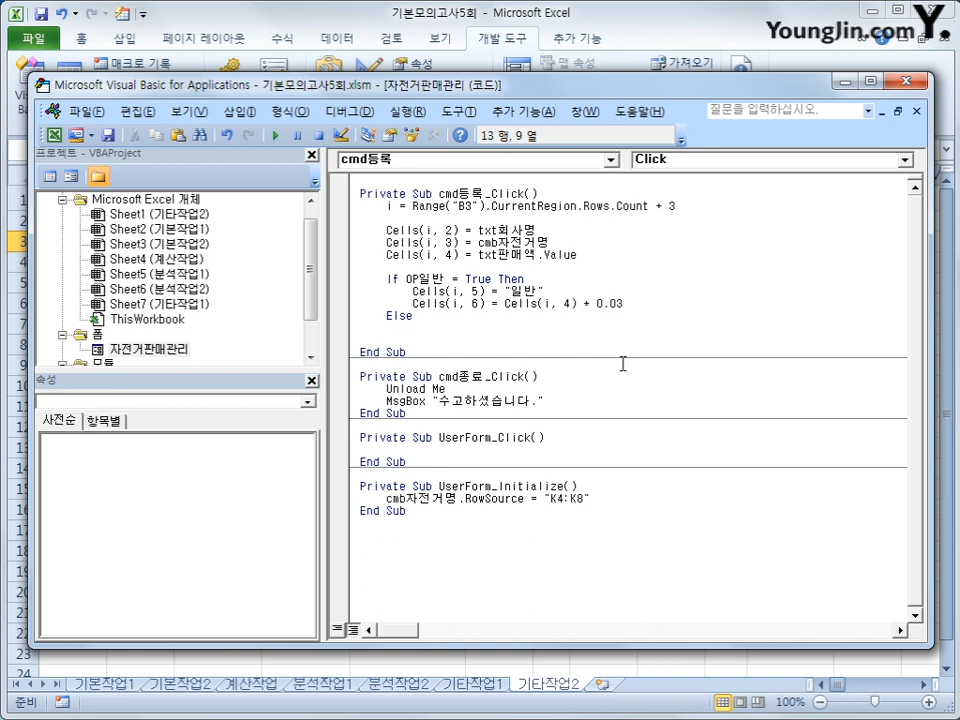 기본모의고사5회 - Microsoft Excel
Younglin.com Y.
파일 홈 삽입 페이지 레이아웃 수식 데이터 검토 보기 개발 도구 추가 기능
매크로 기록 속성 맵 속성 가져오기
Microsoft Visual Basic for Applications - 기본모의고사5회.xlsm - [자전거판매관리 (코드)]
파일(F) 편집(E) 보기(V) 삽입(I) 형식(O) 디버그(D) 실행(R) 도구(T) 추가 기능(A) 창(W) 도움말(H) 질문을 입력하십시오.
13 행, 9 열
프로젝트 - VBAProject
cmd등록 Click
Microsoft Excel 개체
Sheet1 (기타작업2)
Sheet2 (기본작업1)
Sheet3 (기본작업2)
Sheet4 (계산작업)
Sheet5 (분석작업1)
Sheet6 (분석작업2)
Sheet7 (기타작업1)
ThisWorkbook
폼
자전거판매관리
모듈
속성
사전순 항목별
Private Sub cmd등록_Click()
i = Range("B3").CurrentRegion.Rows.Count + 3
Cells(i, 2) = txt회사명
Cells(i, 3) = cmb자전거명
Cells(i, 4) = txt판매액.Value
If OP일반 = True Then
Cells(i, 5) = "일반"
Cells(i, 6) = Cells(i, 4) * 0.03
Else
End Sub
Private Sub cmd종료_Click()
Unload Me
MsgBox "수고하셨습니다."
End Sub
Private Sub UserForm_Click()
End Sub
Private Sub UserForm_Initialize()
cmb자전거명.RowSource = "K4:K8"
End Sub
23
24
기본작업1 기본작업2 계산작업 분석작업1 분석작업2 기타작업1 기타작업2
준비 100%